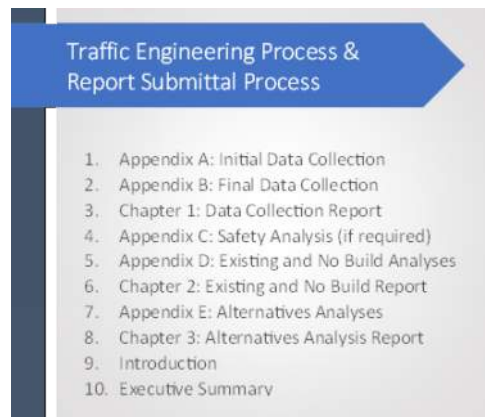 Traffic Engineering Process &
Report Submittal Process
1. Appendix A: Initial Data Collection
2. Appendix B: Final Data Collection
3. Chapter 1: Data Collection Report
4. Appendix C: Safety Analysis (if required)
5. Appendix D: Existing and No Build Analyses
6. Chapter 2: Existing and No Build Report
7. Appendix E: Alternatives Analyses
8. Chapter 3: Alternatives Analysis Report
9. Introduction
10. Executive Summary